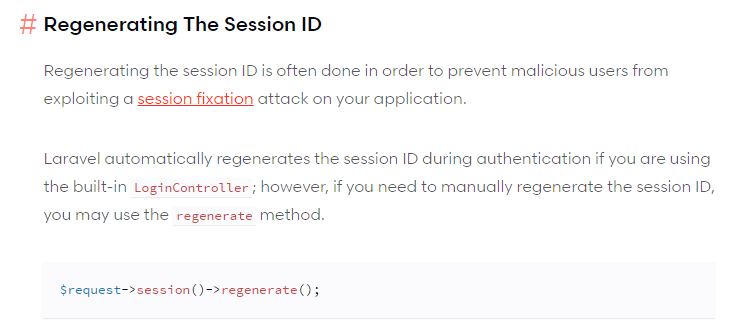 # Regenerating The Session ID
Regenerating the session ID is often done in order to prevent malicious users from
exploiting a session fixation attack on your application.
Laravel automatically regenerates the session ID during authentication if you are using
the built-in LoginController; however, if you need to manually regenerate the session ID,
you may use the regenerate method.
$request->session()->regenerate();